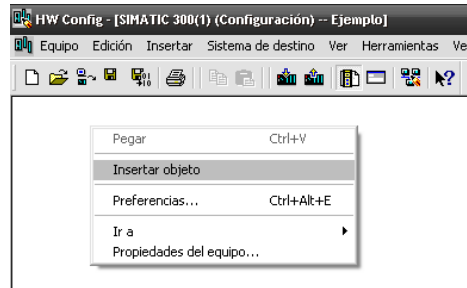 HW Config - [SIMATIC 300(1) (Configuración) -- Ejemplo]
Equipo Edición Insertar Sistema de destino Ver Herramientas Ve
Pegar Ctrl+V
Insertar objeto
Preferencias... Ctrl+Alt+E
Ir a
Propiedades del equipo...